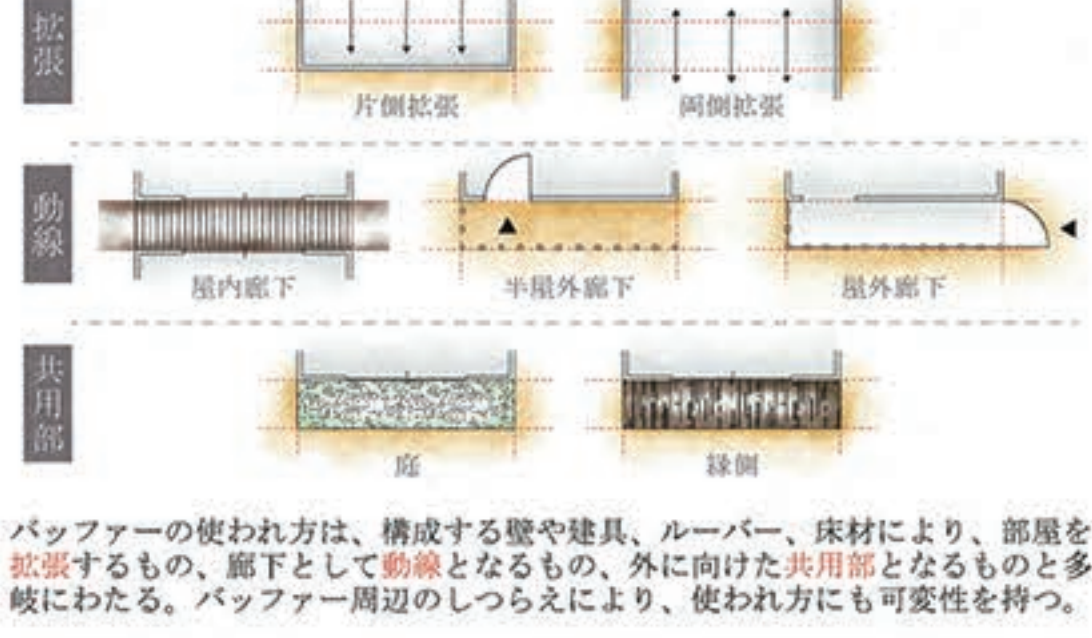 拡張
片側拡張
両側拡張
動線
屋内廊下
半屋外廊下
屋外廊下
共用部
庭
縁側
バッファーの使われ方は、構成する壁や建具、ルーバー、床材により、部屋を
拡張するもの、廊下として動線となるもの、外に向けた共用部となるものと多
岐にわたる。バッファー周辺のしつらえにより、使われ方にも可変性を持つ。